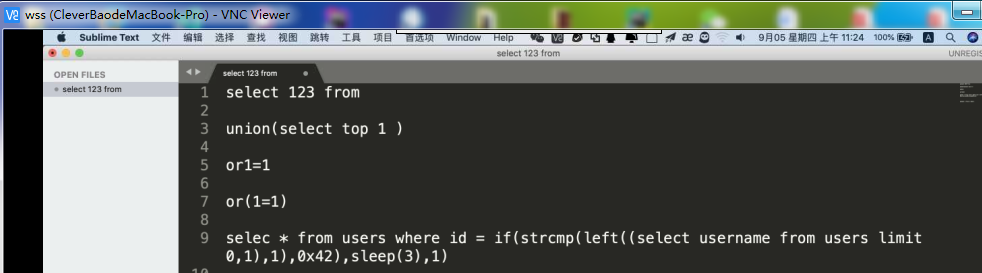 wss (CleverBaodeMacBook-Pro) - VNC Viewer
Sublime Text 文件 编辑 选择 查找 视图 跳转 工具 项目 首选项 Window Help 9月05 星期四 上午 11:24 100% A
select 123 from UNREGIS
OPEN FILES
select 123 from
select 123 from
1 select 123 from
2
3 union(select top 1 )
4
5 or1=1
6
7 or(1=1)
8
9 selec * from users where id = if(strcmp(left((select username from users limit
0,1),1),0x42),sleep(3),1)
10